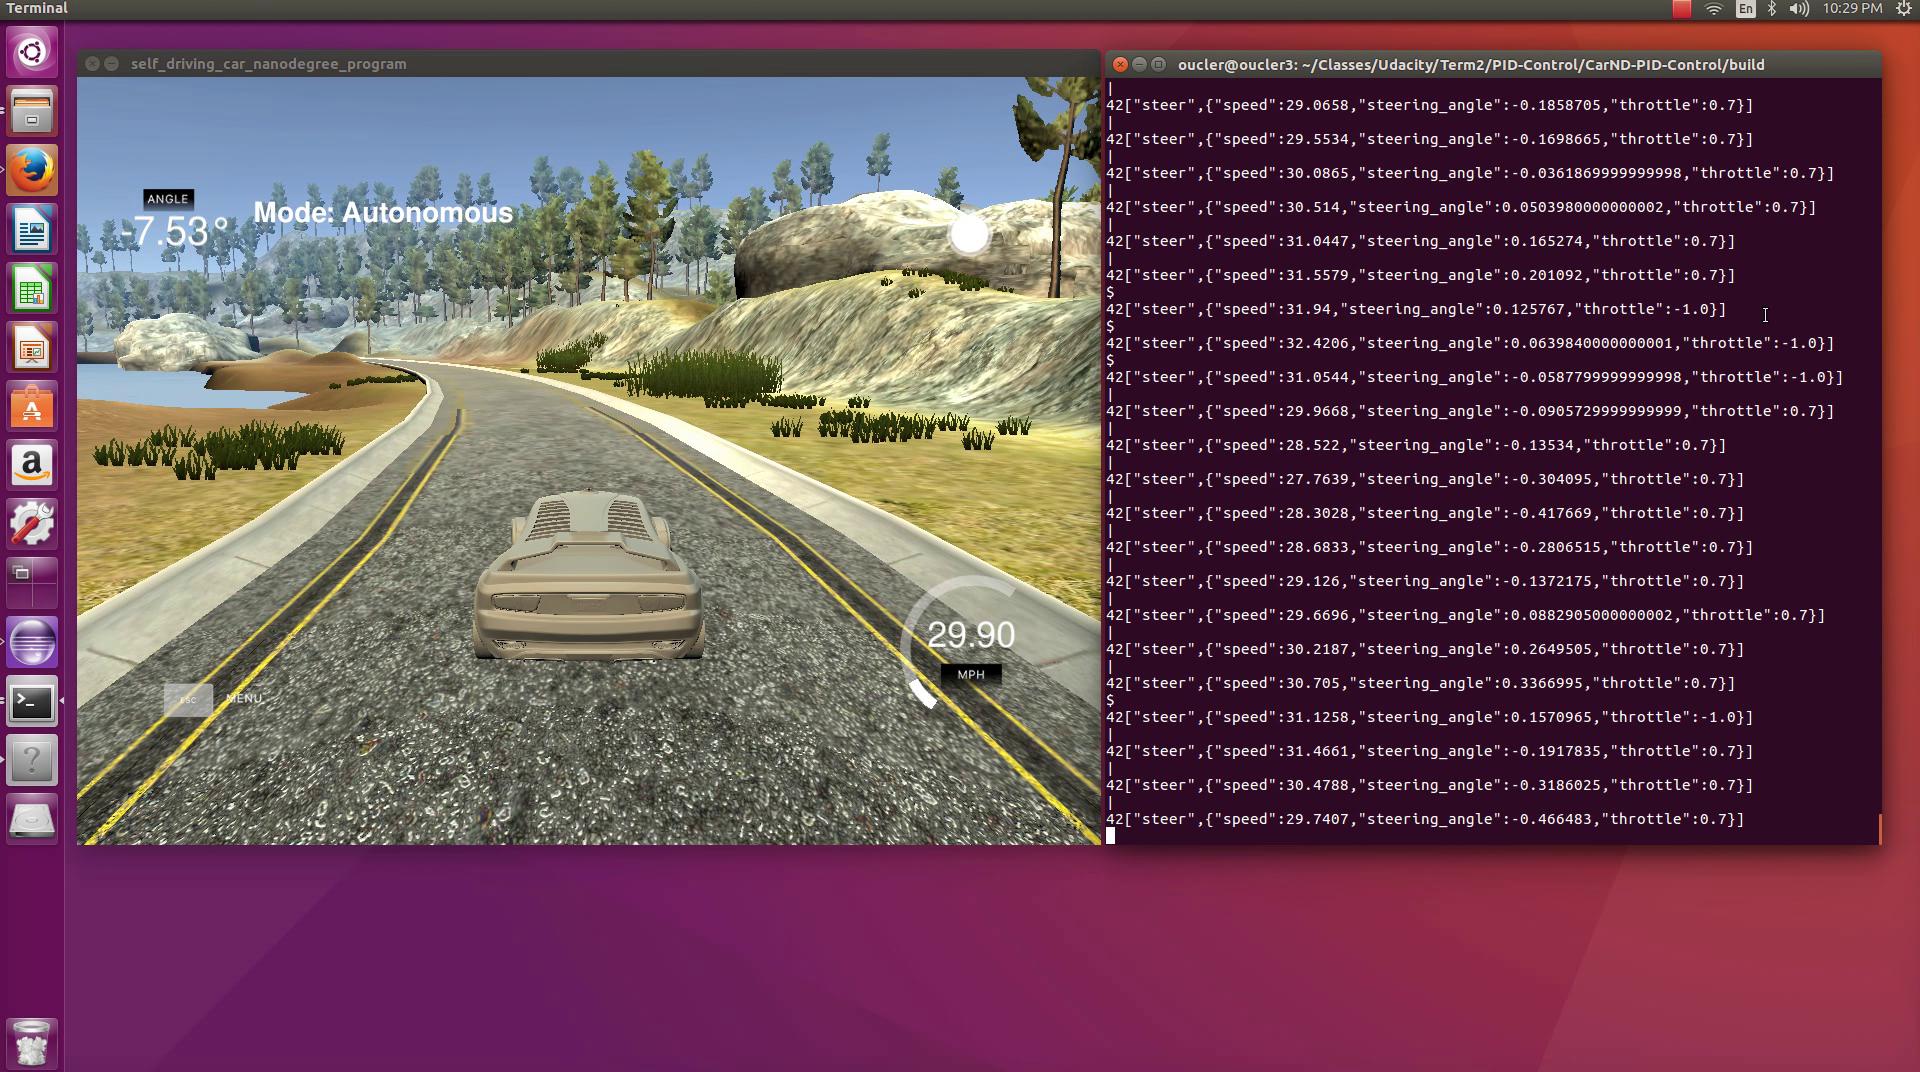 Terminal
En
10:29 PM
self_driving_car_nanodegree_program
ANGLE
-7.53°
Mode: Autonomous
29.90
MPH
ESC
MENU
oucler@oucler3: ~/Classes/Udacity/Term2/PID-Control/CarND-PID-Control/build
|
42["steer",{"speed":29.0658,"steering_angle":-0.1858705,"throttle":0.7}]
|
42["steer",{"speed":29.5534,"steering_angle":-0.1698665,"throttle":0.7}]
|
42["steer",{"speed":30.0865,"steering_angle":-0.0361869999999998,"throttle":0.7}]
|
42["steer",{"speed":30.514,"steering_angle":0.0503980000000002,"throttle":0.7}]
|
42["steer",{"speed":31.0447,"steering_angle":0.165274,"throttle":0.7}]
|
42["steer",{"speed":31.5579,"steering_angle":0.201092,"throttle":0.7}]
$
42["steer",{"speed":31.94,"steering_angle":0.125767,"throttle":-1.0}]
$
42["steer",{"speed":32.4206,"steering_angle":0.0639840000000001,"throttle":-1.0}]
$
42["steer",{"speed":31.0544,"steering_angle":-0.0587799999999998,"throttle":-1.0}]
|
42["steer",{"speed":29.9668,"steering_angle":-0.0905729999999999,"throttle":0.7}]
|
42["steer",{"speed":28.522,"steering_angle":-0.13534,"throttle":0.7}]
|
42["steer",{"speed":27.7639,"steering_angle":-0.304095,"throttle":0.7}]
|
42["steer",{"speed":28.3028,"steering_angle":-0.417669,"throttle":0.7}]
|
42["steer",{"speed":28.6833,"steering_angle":-0.2806515,"throttle":0.7}]
|
42["steer",{"speed":29.126,"steering_angle":-0.1372175,"throttle":0.7}]
|
42["steer",{"speed":29.6696,"steering_angle":0.0882905000000002,"throttle":0.7}]
|
42["steer",{"speed":30.2187,"steering_angle":0.2649505,"throttle":0.7}]
|
42["steer",{"speed":30.705,"steering_angle":0.3366995,"throttle":0.7}]
$
42["steer",{"speed":31.1258,"steering_angle":0.1570965,"throttle":-1.0}]
|
42["steer",{"speed":31.4661,"steering_angle":-0.1917835,"throttle":0.7}]
|
42["steer",{"speed":30.4788,"steering_angle":-0.3186025,"throttle":0.7}]
|
42["steer",{"speed":29.7407,"steering_angle":-0.466483,"throttle":0.7}]